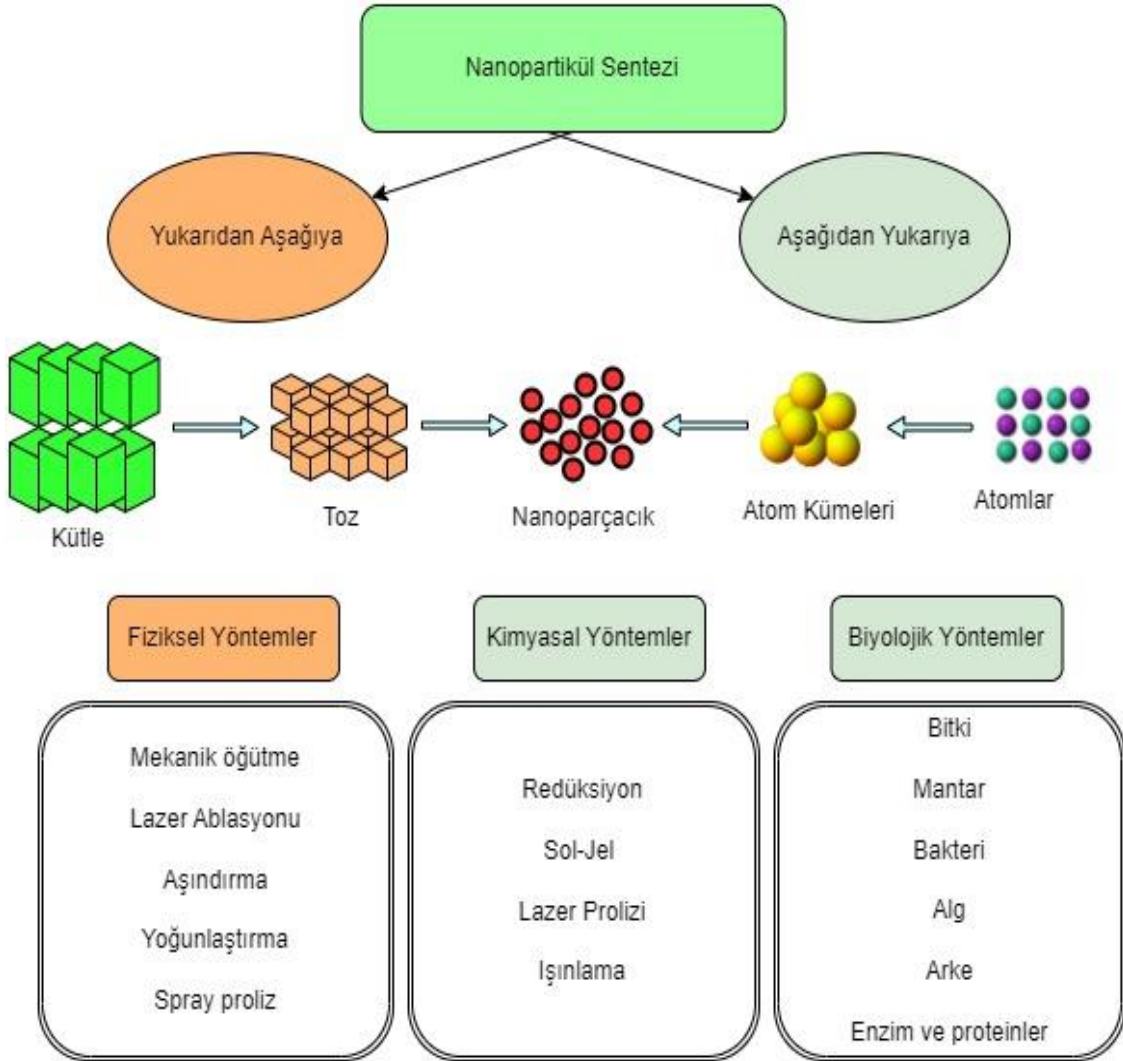 Nanopartikül Sentezi
Yukarıdan Aşağıya
Aşağıdan Yukarıya
Kütle
Toz
Nanoparçacık
Atom Kümeleri
Atomlar
Fiziksel Yöntemler
Mekanik öğütme
Lazer Ablasyonu
Aşındırma
Yoğunlaştırma
Spray proliz
Kimyasal Yöntemler
Redüksiyon
Sol-Jel
Lazer Prolizi
Işınlama
Biyolojik Yöntemler
Bitki
Mantar
Bakteri
Alg
Arke
Enzim ve proteinler